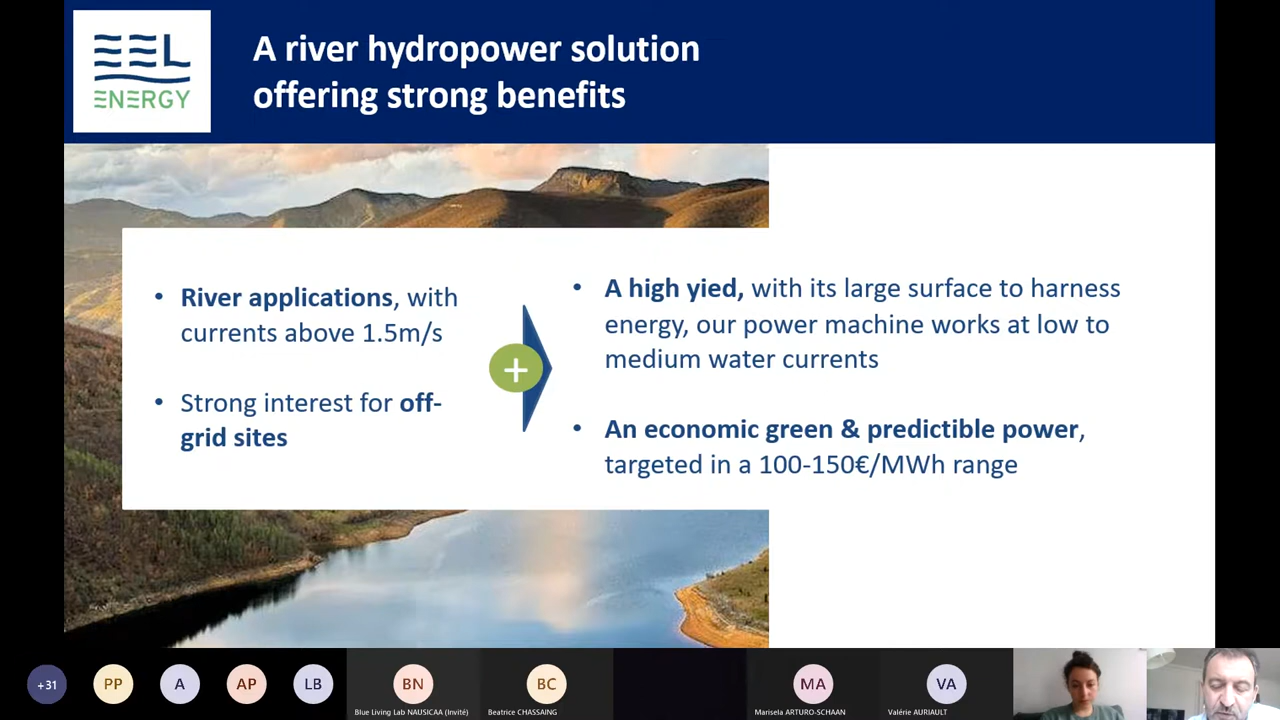 EEL
ENERGY
A river hydropower solution
offering strong benefits
• River applications, with
currents above 1.5m/s
• Strong interest for off-
grid sites
+
• A high yied, with its large surface to harness
energy, our power machine works at low to
medium water currents
• An economic green & predictible power,
targeted in a 100-150€/MWh range
+31
PP
A
AP
LB
BN
Blue Living Lab NAUSICAA (Invité)
BC
Beatrice CHASSAING
MA
Marisela ARTURO-SCHAAN
VA
Valérie AURIAULT